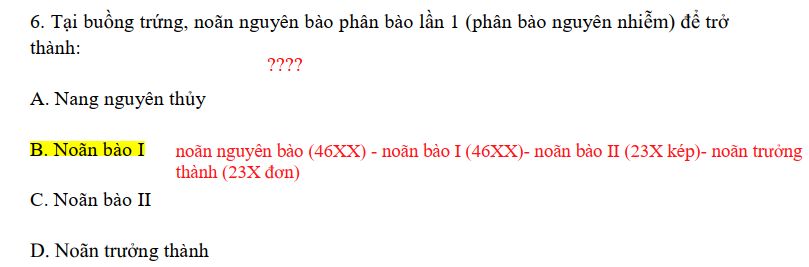 6. Tại buồng trứng, noãn nguyên bào phân bào lần 1 (phân bào nguyên nhiễm) để trở
thành:
????
A. Nang nguyên thủy
B. Noãn bào I noãn nguyên bào (46XX) - noãn bào I (46XX)- noãn bào II (23X kép)- noãn trưởng
thành (23X đơn)
C. Noãn bào II
D. Noãn trưởng thành